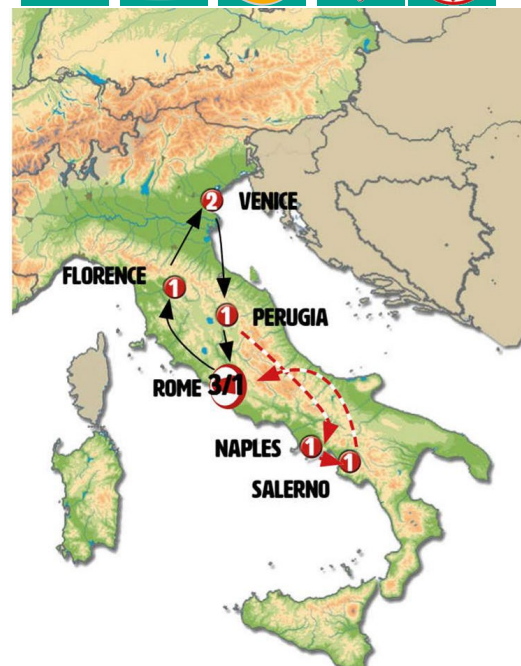 2 VENICE
FLORENCE
1
1 PERUGIA
ROME 3/1
NAPLES 1
1
SALERNO